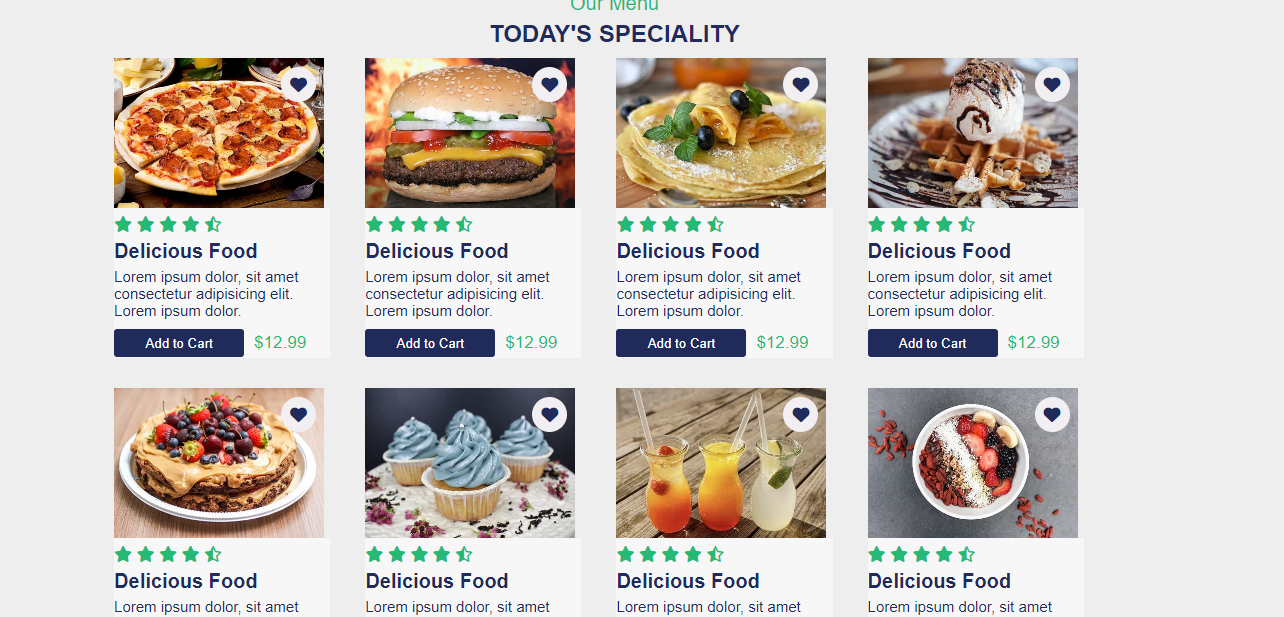 Our Menu
TODAY'S SPECIALITY
Delicious Food
Lorem ipsum dolor, sit amet
consectetur adipisicing elit.
Lorem ipsum dolor.
Add to Cart $12.99
Delicious Food
Lorem ipsum dolor, sit amet
consectetur adipisicing elit.
Lorem ipsum dolor.
Add to Cart $12.99
Delicious Food
Lorem ipsum dolor, sit amet
consectetur adipisicing elit.
Lorem ipsum dolor.
Add to Cart $12.99
Delicious Food
Lorem ipsum dolor, sit amet
consectetur adipisicing elit.
Lorem ipsum dolor.
Add to Cart $12.99
Delicious Food
Lorem ipsum dolor, sit amet
Delicious Food
Lorem ipsum dolor, sit amet
Delicious Food
Lorem ipsum dolor, sit amet
Delicious Food
Lorem ipsum dolor, sit amet